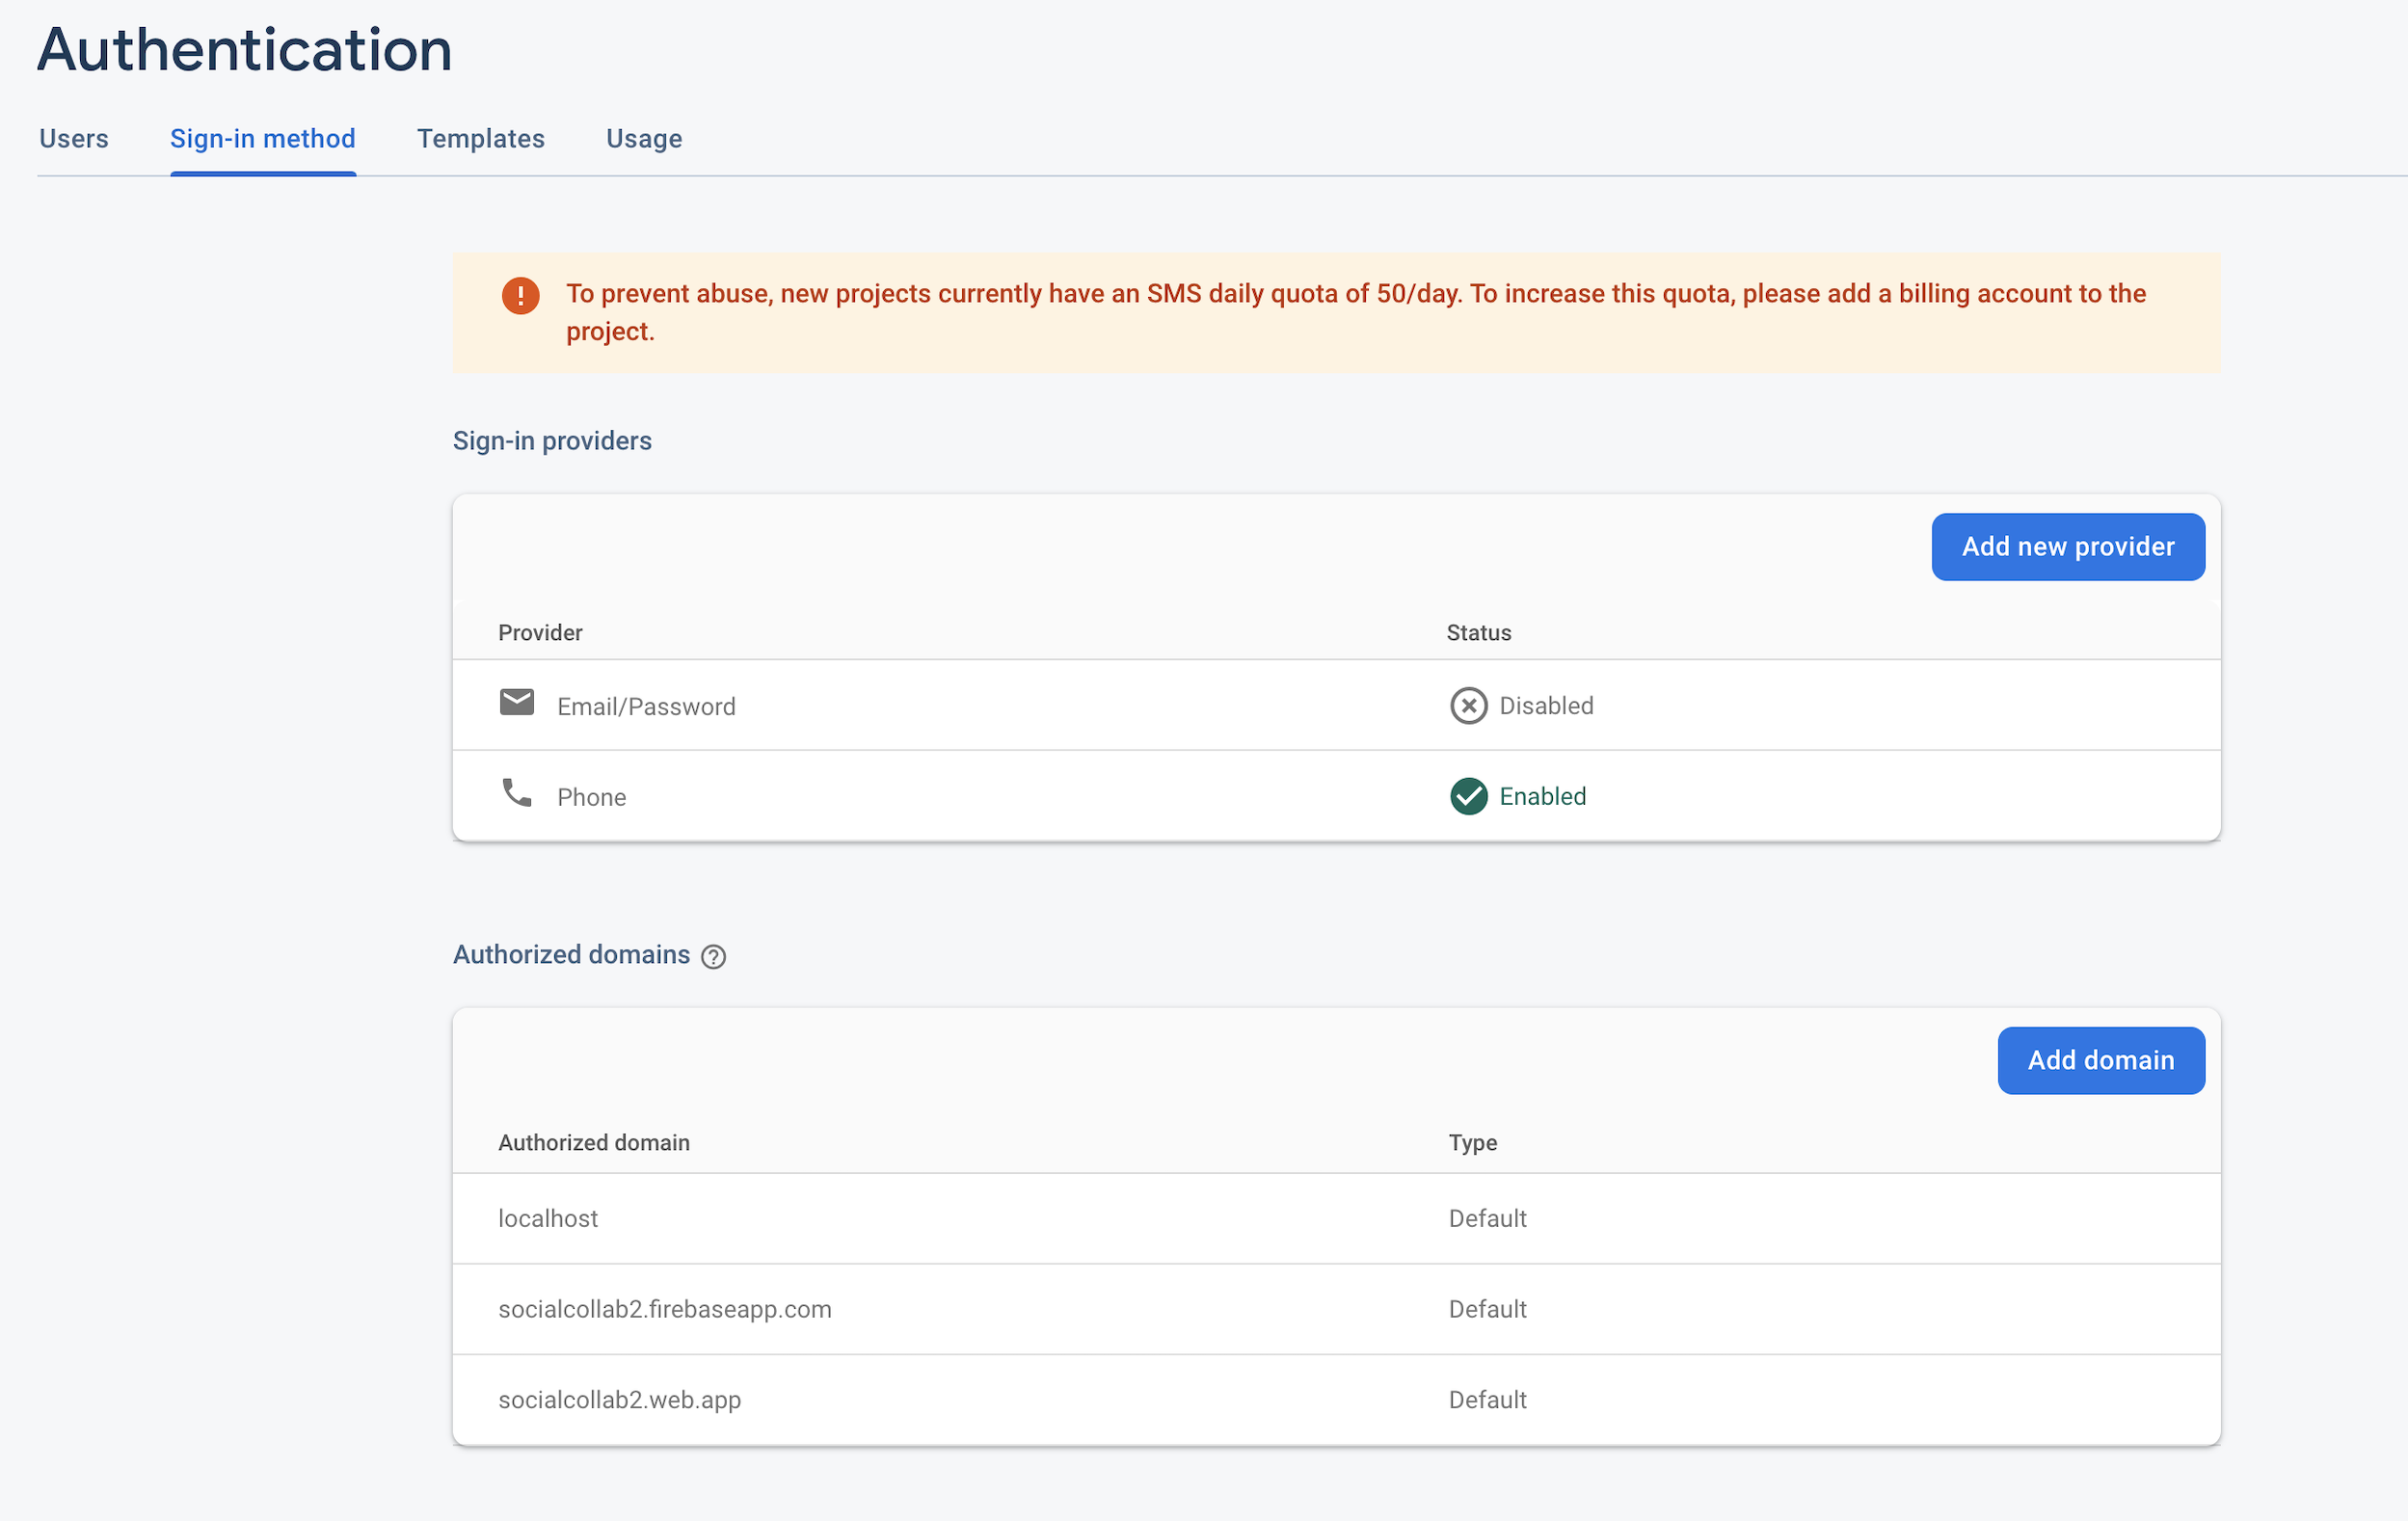 Authentication
Users Sign-in method Templates Usage
To prevent abuse, new projects currently have an SMS daily quota of 50/day. To increase this quota, please add a billing account to the
project.
Sign-in providers
Add new provider
Provider Status
Email/Password Disabled
Phone Enabled
Authorized domains
Add domain
Authorized domain Type
localhost Default
socialcollab2.firebaseapp.com Default
socialcollab2.web.app Default